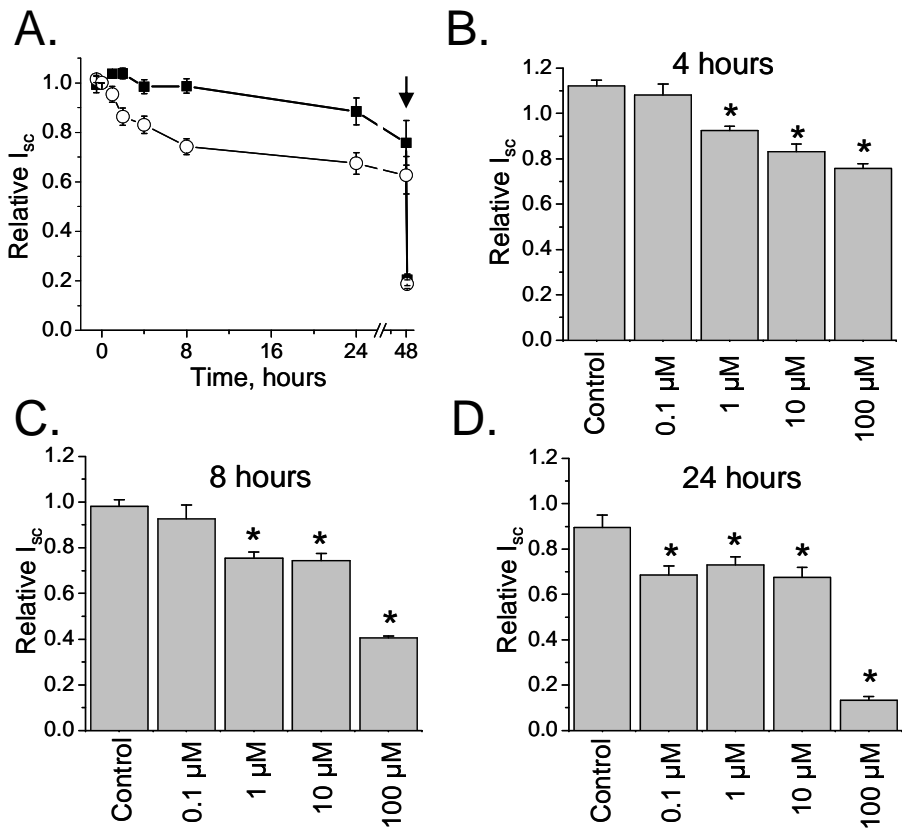 A.
Relative Isc
1.0
0.8
0.6
0.4
0.2
0.0
0 8 16 24 48
Time, hours
B.
4 hours
Relative Isc
1.2
1.0
0.8
0.6
0.4
0.2
0.0
* * *
Control 0.1 µM 1 µM 10 µM 100 µM
C.
8 hours
Relative Isc
1.2
1.0
0.8
0.6
0.4
0.2
0.0
* * *
Control 0.1 µM 1 µM 10 µM 100 µM
D.
24 hours
Relative Isc
1.2
1.0
0.8
0.6
0.4
0.2
0.0
* * * *
Control 0.1 µM 1 µM 10 µM 100 µM